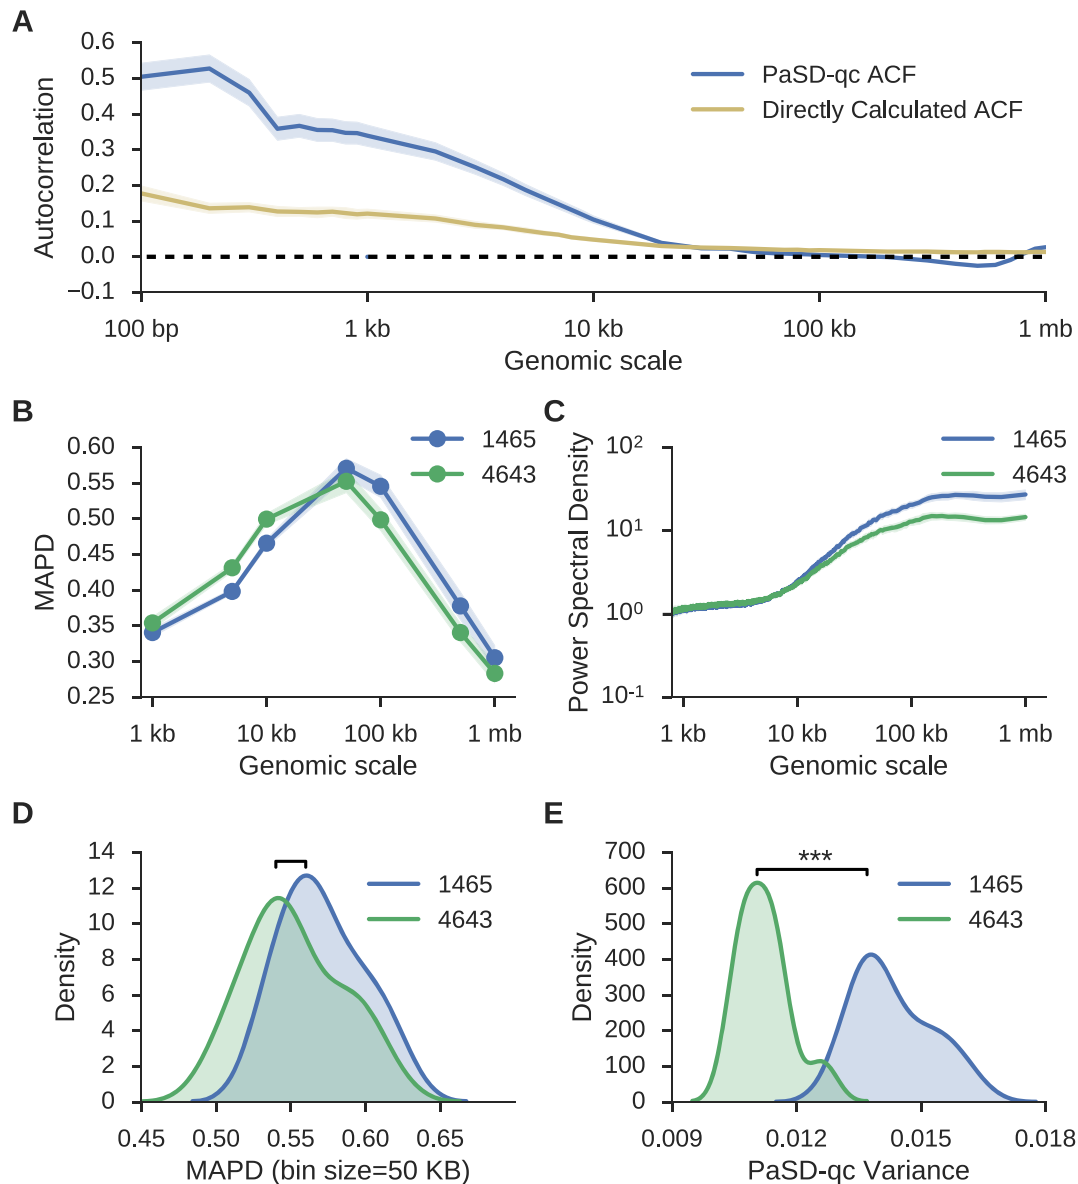 A
0.6
0.5
0.4
0.3
0.2
0.1
0.0
−0.1
Autocorrelation
PaSD-qc ACF
Directly Calculated ACF
100 bp 1 kb 10 kb 100 kb 1 mb
Genomic scale
B
0.60
0.55
0.50
0.45
0.40
0.35
0.30
0.25
MAPD
1465
4643
1 kb 10 kb 100 kb 1 mb
Genomic scale
C
10²
10¹
10⁰
10⁻¹
Power Spectral Density
1465
4643
1 kb 10 kb 100 kb 1 mb
Genomic scale
D
14
12
10
8
6
4
2
0
Density
1465
4643
0.45 0.50 0.55 0.60 0.65
MAPD (bin size=50 KB)
E
700
600
500
400
300
200
100
0
Density
***
1465
4643
0.009 0.012 0.015 0.018
PaSD-qc Variance